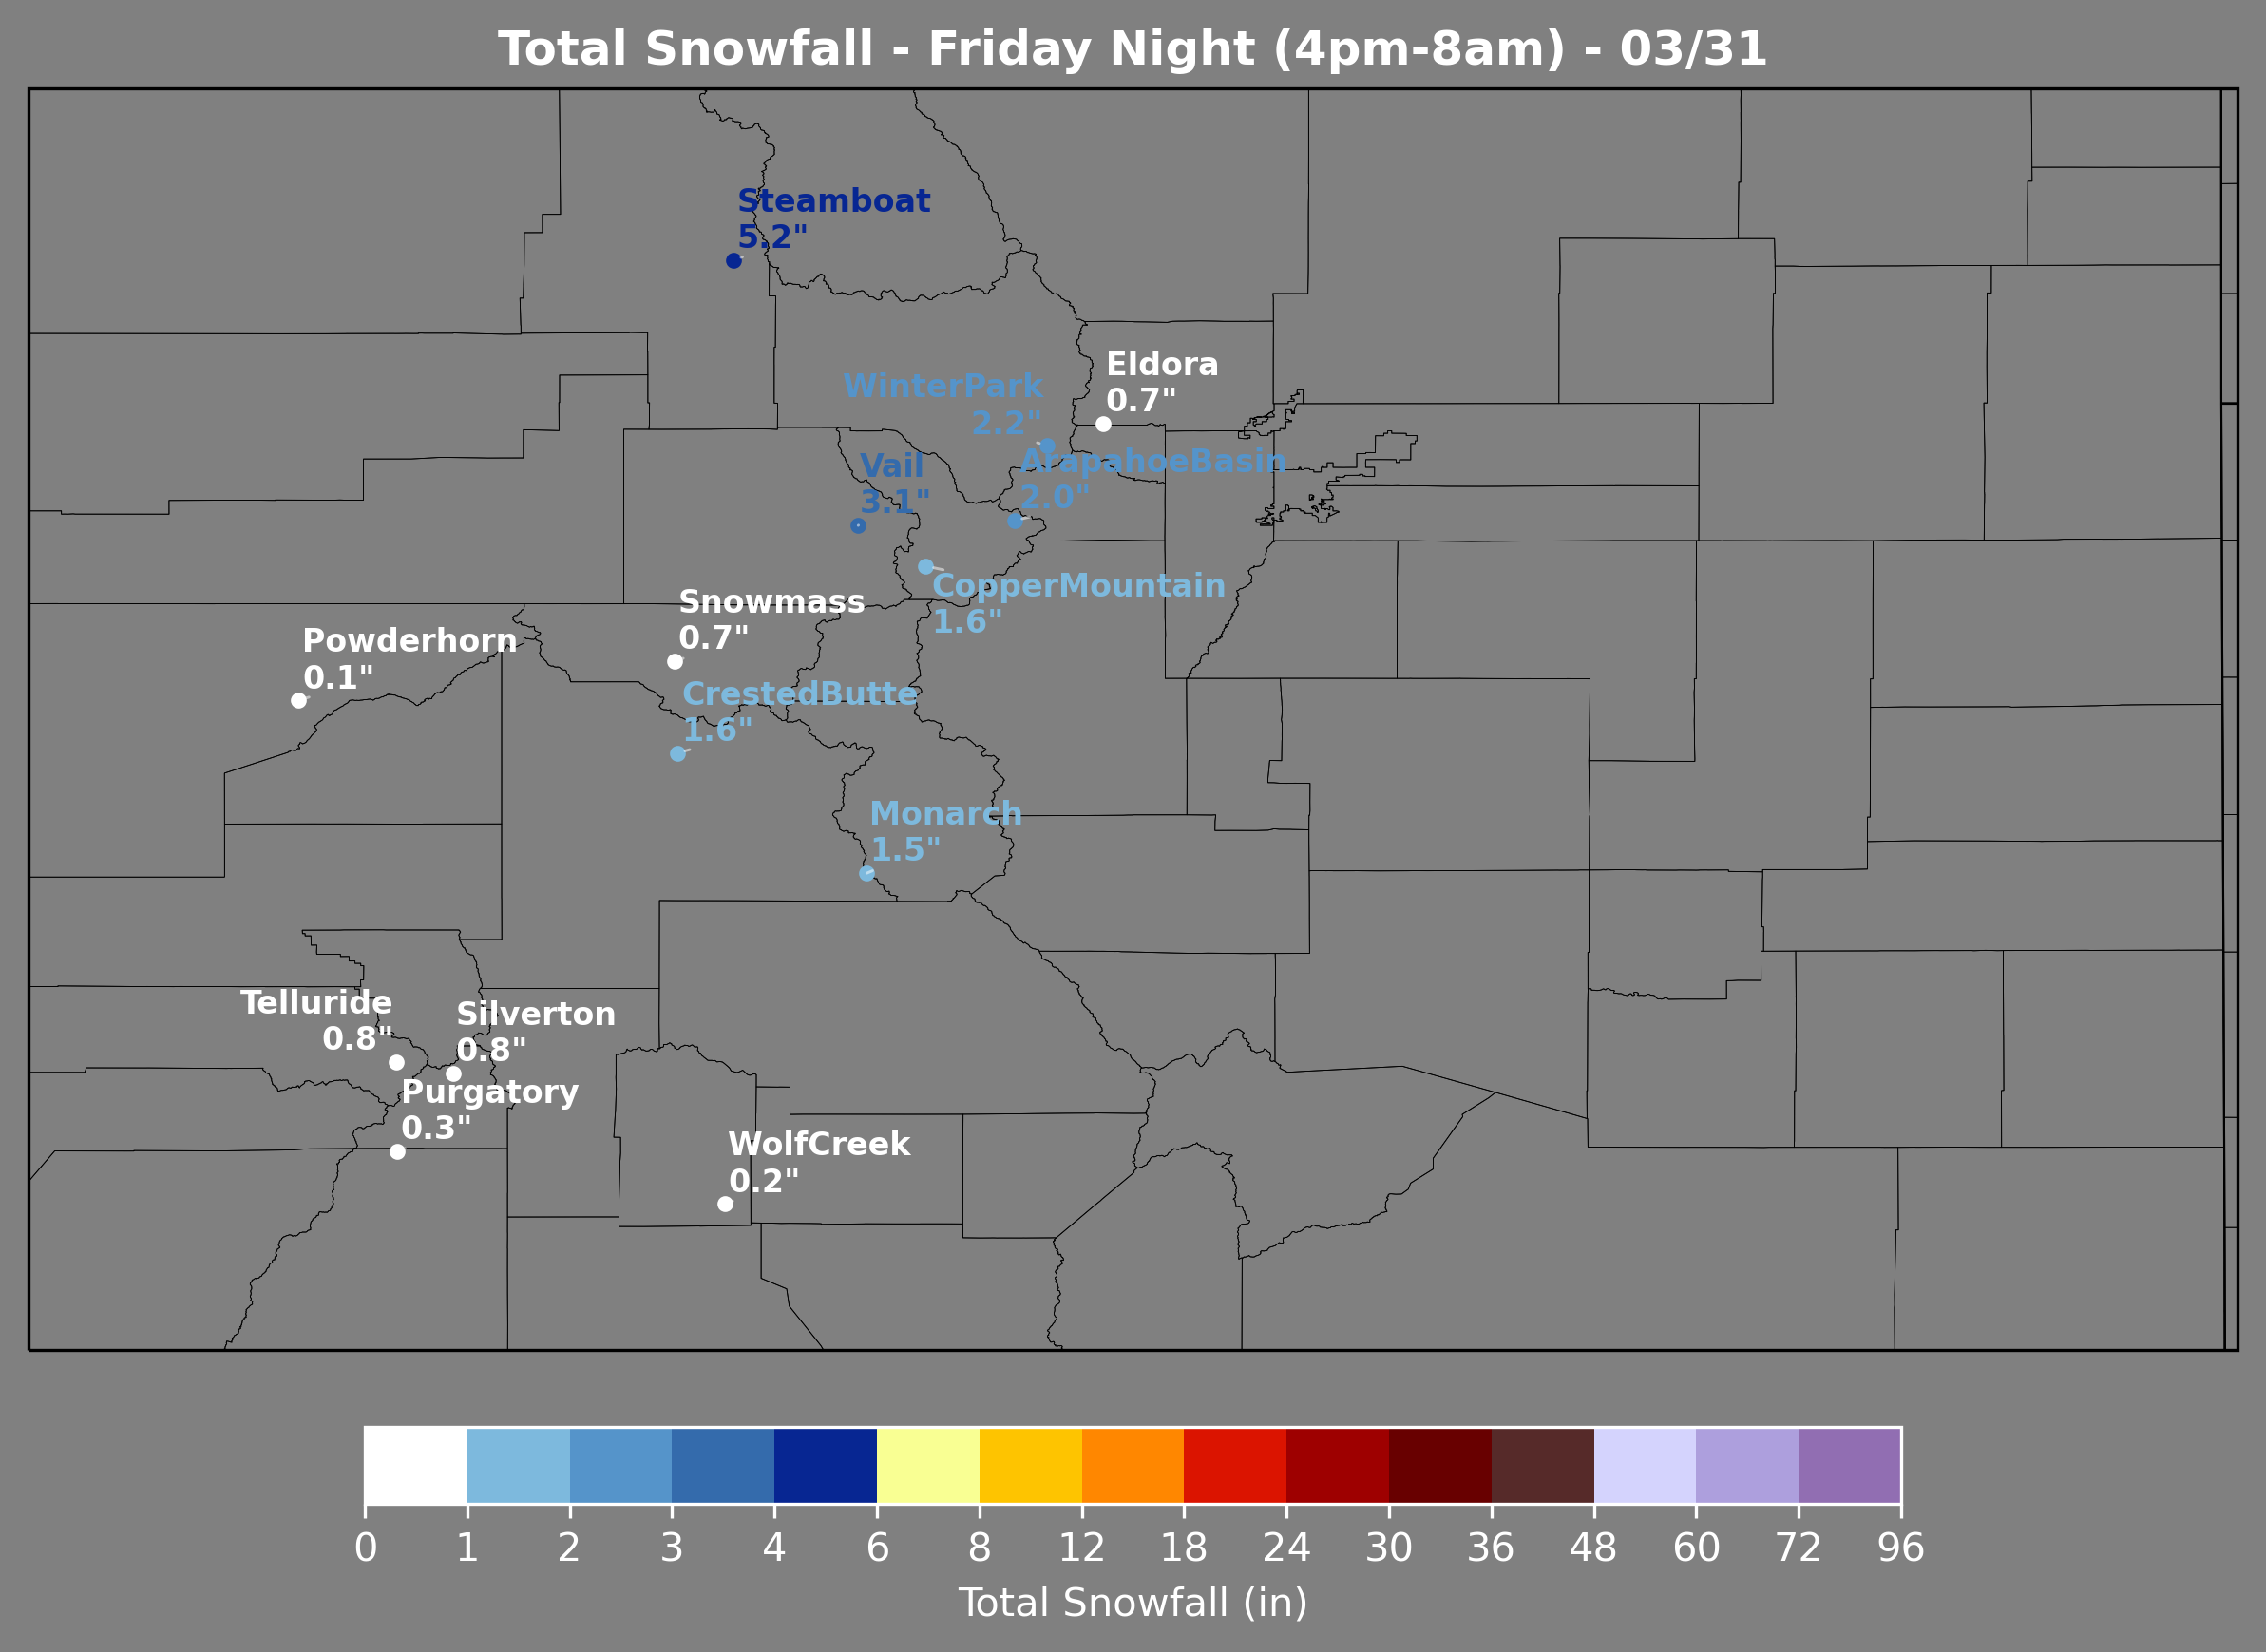 Total Snowfall - Friday Night (4pm-8am) - 03/31
Steamboat
5.2"
Eldora
0.7"
WinterPark
2.2"
Vail
3.1"
ArapahoeBasin
2.0"
CopperMountain
1.6"
Snowmass
0.7"
Powderhorn
0.1"
CrestedButte
1.6"
Monarch
1.5"
Telluride
0.8"
Silverton
0.8"
Purgatory
0.3"
WolfCreek
0.2"
0 1 2 3 4 6 8 12 18 24 30 36 48 60 72 96
Total Snowfall (in)